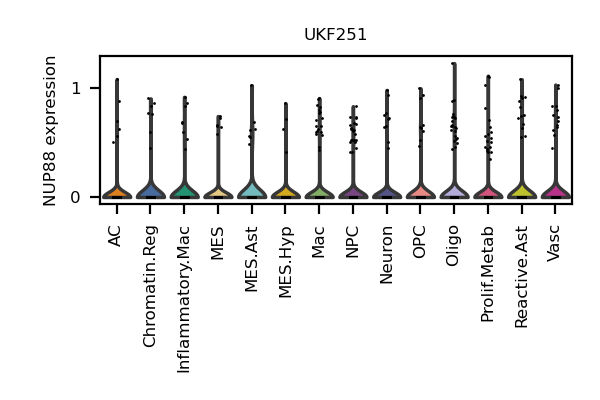 UKF251
NUP88 expression
1
0
AC
Chromatin.Reg
Inflammatory.Mac
MES
MES.Ast
MES.Hyp
Mac
NPC
Neuron
OPC
Oligo
Prolif.Metab
Reactive.Ast
Vasc